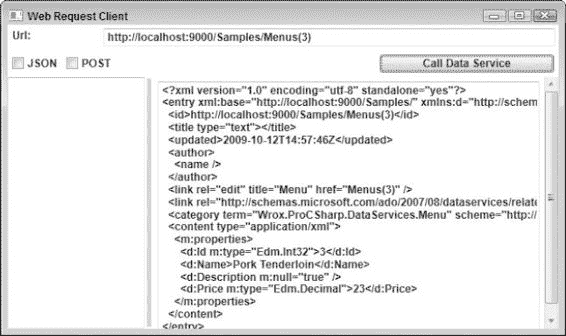 Web Request Client
Url:
http://localhost:9000/Samples/Menus(3)
JSON
POST
Call Data Service
<?xml version="1.0" encoding="utf-8" standalone="yes"?>
<entry xml:base="http://localhost:9000/Samples/" xmlns:d="http://schem
<id>http://localhost:9000/Samples/Menus(3)</id>
<title type="text"></title>
<updated>2009-10-12T14:57:46Z</updated>
<author>
<name />
</author>
<link rel="edit" title="Menu" href="Menus(3)" />
<link rel="http://schemas.microsoft.com/ado/2007/08/dataservices/relate
<category term="Wrox.ProCSharp.DataServices.Menu" scheme="http://
<content type="application/xml">
<m:properties>
<d:Id m:type="Edm.Int32">3</d:Id>
<d:Name>Pork Tenderloin</d:Name>
<d:Description m:null="true" />
<d:Price m:type="Edm.Decimal">23</d:Price>
</m:properties>
</content>
</entry>